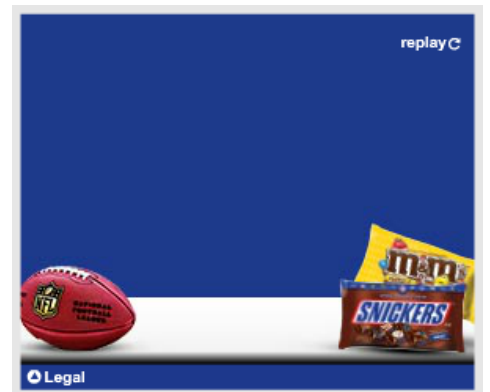 replay
m&m's
NFL
NATIONAL
FOOTBALL
LEAGUE
SNICKERS
Legal